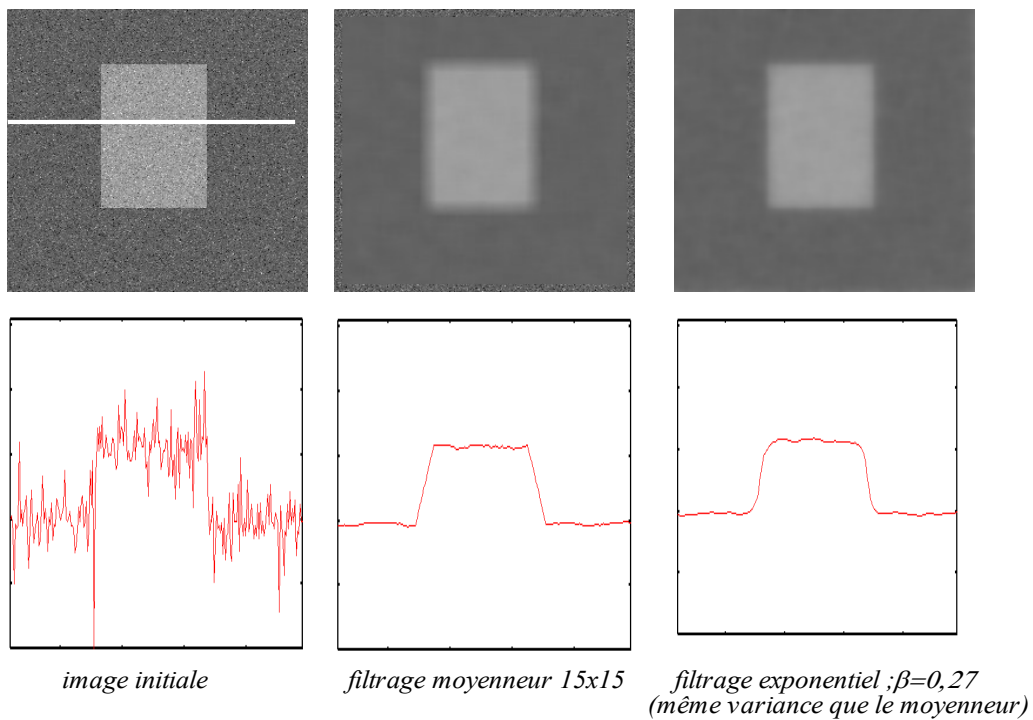 image initiale
filtrage moyenneur 15x15
filtrage exponentiel ;β=0,27
(même variance que le moyenneur)